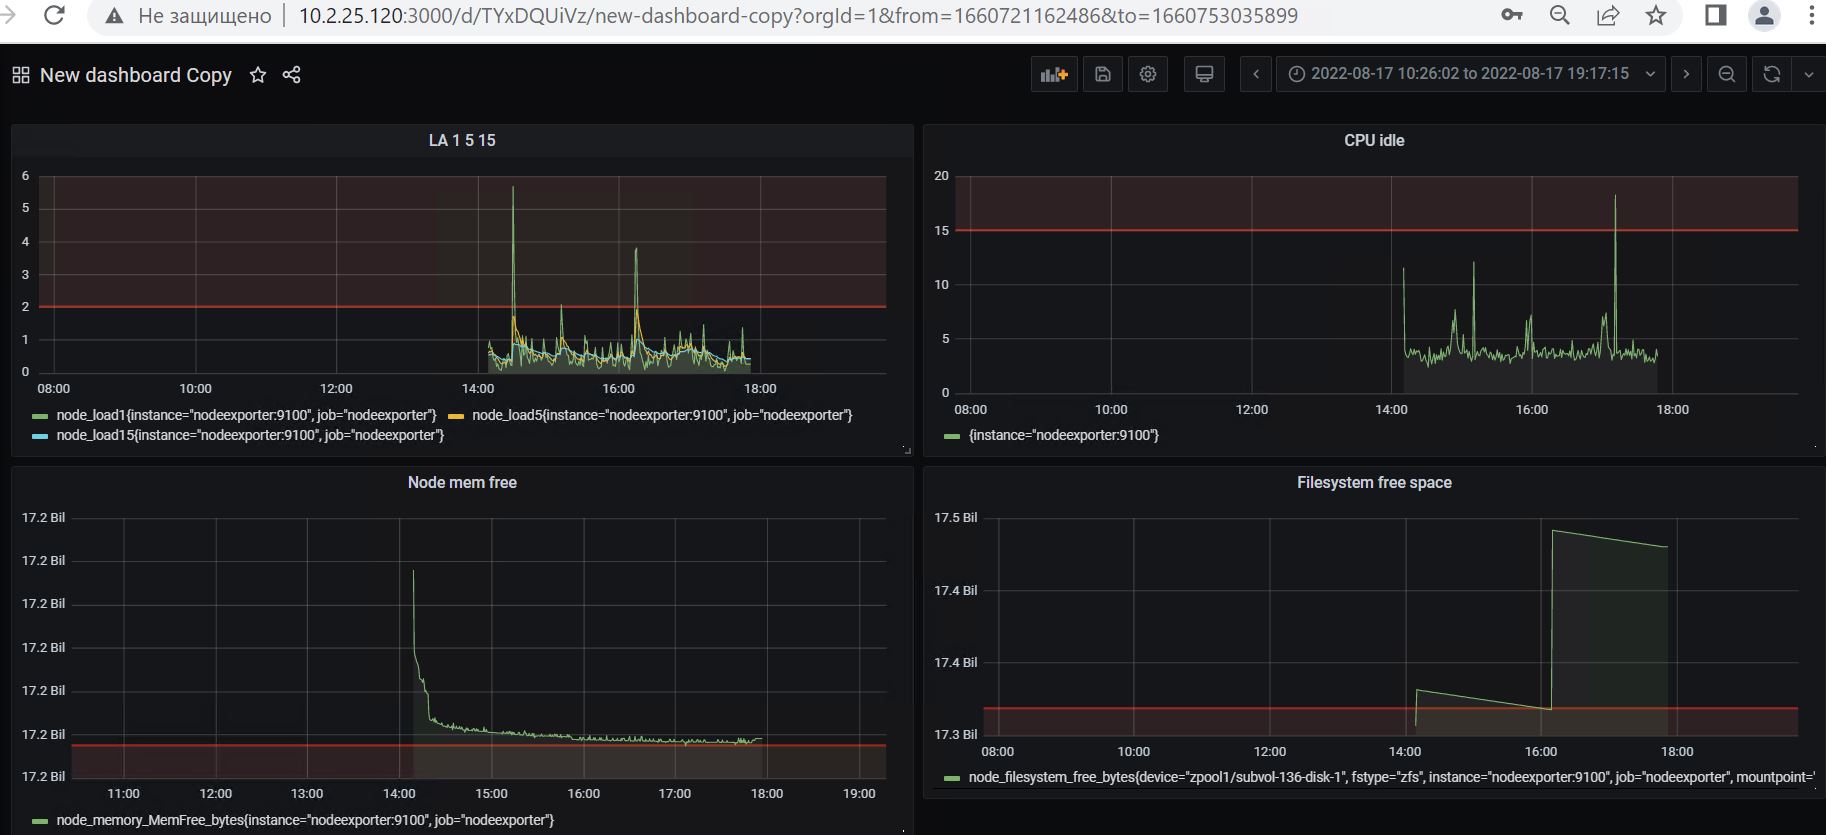 Не защищено 10.2.25.120:3000/d/TYxDQUiVz/new-dashboard-copy?orgId=1&from=1660721162486&to=1660753035899
New dashboard Copy 2022-08-17 10:26:02 to 2022-08-17 19:17:15
LA 1 5 15
6
5
4
3
2
1
0
08:00 10:00 12:00 14:00 16:00 18:00
node_load1{instance="nodeexporter:9100", job="nodeexporter"} node_load5{instance="nodeexporter:9100", job="nodeexporter"}
node_load15{instance="nodeexporter:9100", job="nodeexporter"}
CPU idle
20
15
10
5
0
08:00 10:00 12:00 14:00 16:00 18:00
{instance="nodeexporter:9100"}
Node mem free
17.2 Bil
17.2 Bil
17.2 Bil
17.2 Bil
17.2 Bil
17.2 Bil
17.2 Bil
11:00 12:00 13:00 14:00 15:00 16:00 17:00 18:00 19:00
node_memory_MemFree_bytes{instance="nodeexporter:9100", job="nodeexporter"}
Filesystem free space
17.5 Bil
17.4 Bil
17.4 Bil
17.3 Bil
08:00 10:00 12:00 14:00 16:00 18:00
node_filesystem_free_bytes{device="zpool1/subvol-136-disk-1", fstype="zfs", instance="nodeexporter:9100", job="nodeexporter", mountpoint="